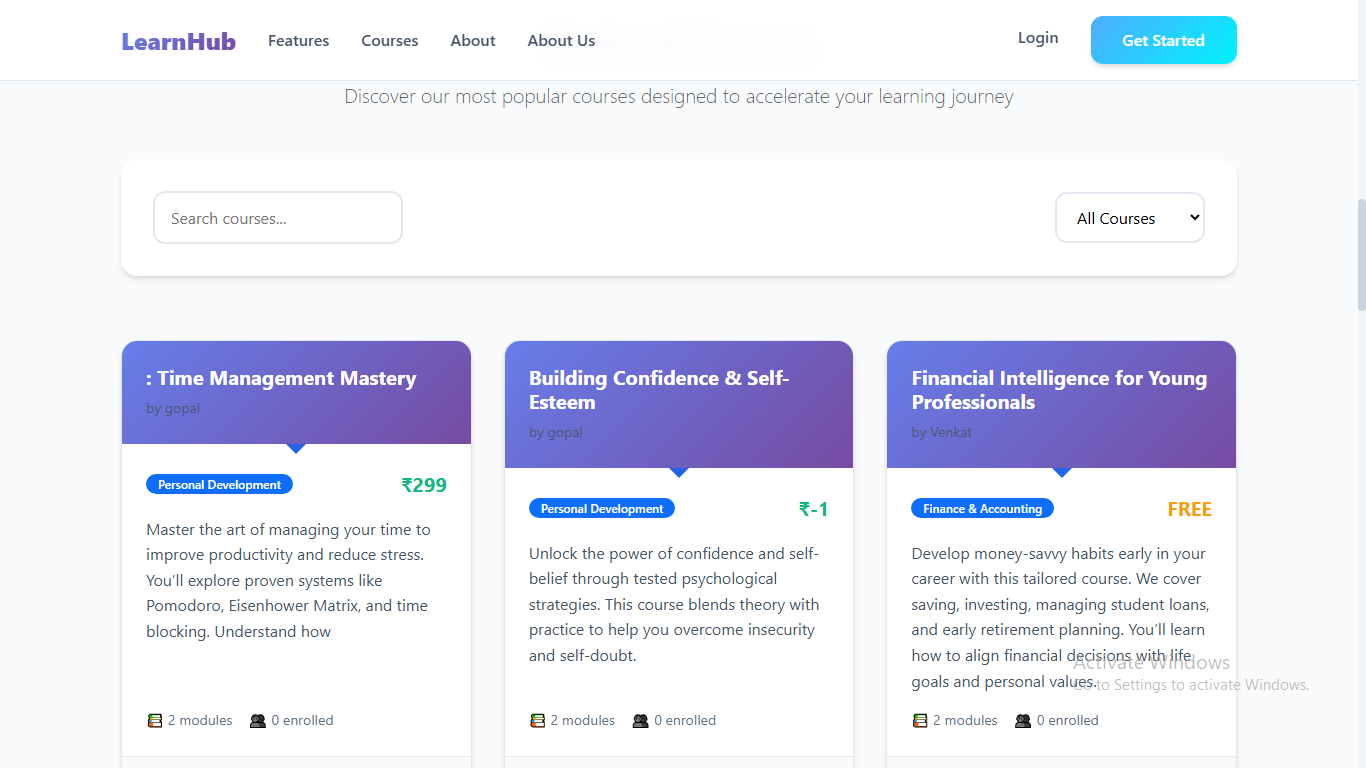 LearnHub Features Courses About About Us Login Get Started
Discover our most popular courses designed to accelerate your learning journey
Search courses... All Courses
: Time Management Mastery
by gopal
Personal Development ₹299
Master the art of managing your time to
improve productivity and reduce stress.
You’ll explore proven systems like
Pomodoro, Eisenhower Matrix, and time
blocking. Understand how
2 modules 0 enrolled
Building Confidence & Self-
Esteem
by gopal
Personal Development ₹-1
Unlock the power of confidence and self-
belief through tested psychological
strategies. This course blends theory with
practice to help you overcome insecurity
and self-doubt.
2 modules 0 enrolled
Financial Intelligence for Young
Professionals
by Venkat
Finance & Accounting FREE
Develop money-savvy habits early in your
career with this tailored course. We cover
saving, investing, managing student loans,
and early retirement planning. You’ll learn
how to align financial decisions with life
goals and personal values.
2 modules 0 enrolled
Activate Windows
Go to Settings to activate Windows.